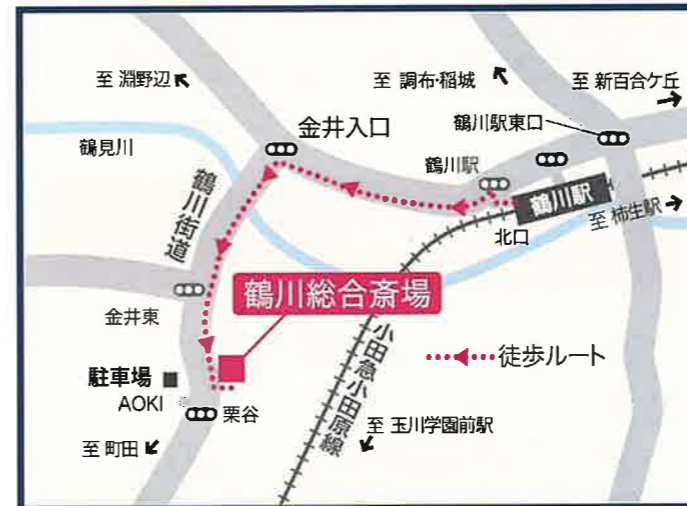 至 淵野辺
至 調布・稲城
至 新百合ケ丘
金井入口
鶴川駅東口
鶴見川
鶴川駅
鶴川街道
鶴川駅
北口
至 柿生駅
鶴川総合斎場
金井東
小田急小田原線
徒歩ルート
駐車場
AOKI
栗谷
至 町田
至 玉川学園前駅